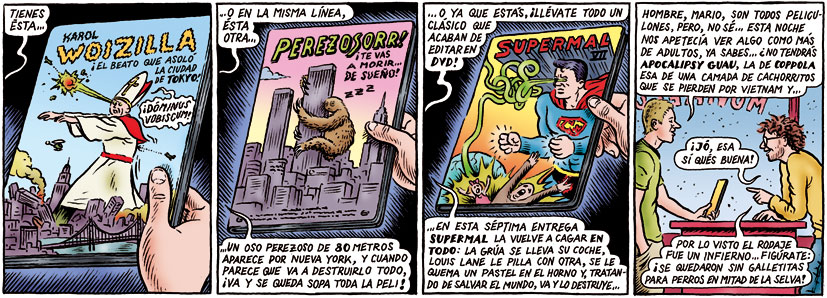 TIENES
ÉSTA...
KAROL
WOJZILLA
¡EL BEATO QUE ASOLÓ
LA CIUDAD
DE TOKYO!
¡DÓMINUS
VOBISCUM!
...O EN LA MISMA LÍNEA,
ÉSTA
OTRA...
PEREZOSORR!
¡TE VAS
A MORIR...
DE SUEÑO!
ZZZ
...UN OSO PEREZOSO DE 80 METROS
APARECE POR NUEVA YORK, Y CUANDO
PARECE QUE VA A DESTRUIRLO TODO,
¡VA Y SE QUEDA SOPA TODA LA PELI!
...O YA QUE ESTÁS, ¡LLÉVATE TODO UN
CLÁSICO QUE
ACABAN DE
EDITAR EN
DVD!
SUPERMAL
VII
...EN ESTA SÉPTIMA ENTREGA
SUPERMAL LA VUELVE A CAGAR EN
TODO: LA GRÚA SE LLEVA SU COCHE,
LOUIS LANE LE PILLA CON OTRA, SE LE
QUEMA UN PASTEL EN EL HORNO Y, TRATAN-
DO DE SALVAR EL MUNDO, VA Y LO DESTRUYE...
HOMBRE, MARIO, SON TODOS PELICU-
LONES, PERO, NO SÉ... ESTA NOCHE
NOS APETECÍA VER ALGO COMO MÁS
DE ADULTOS, YA SABES... ¿NO TENDRÁS
APOCALIPSY GUAU, LA DE COPPOLA
ESA DE UNA CAMADA DE CACHORRITOS
QUE SE PIERDEN POR VIETNAM Y...
¡JÓ, ESA
SÍ QUÉS BUENA!
POR LO VISTO EL RODAJE
FUE UN INFIERNO... FIGÚRATE:
¡SE QUEDARON SIN GALLETITAS
PARA PERROS EN MITAD DE LA SELVA!